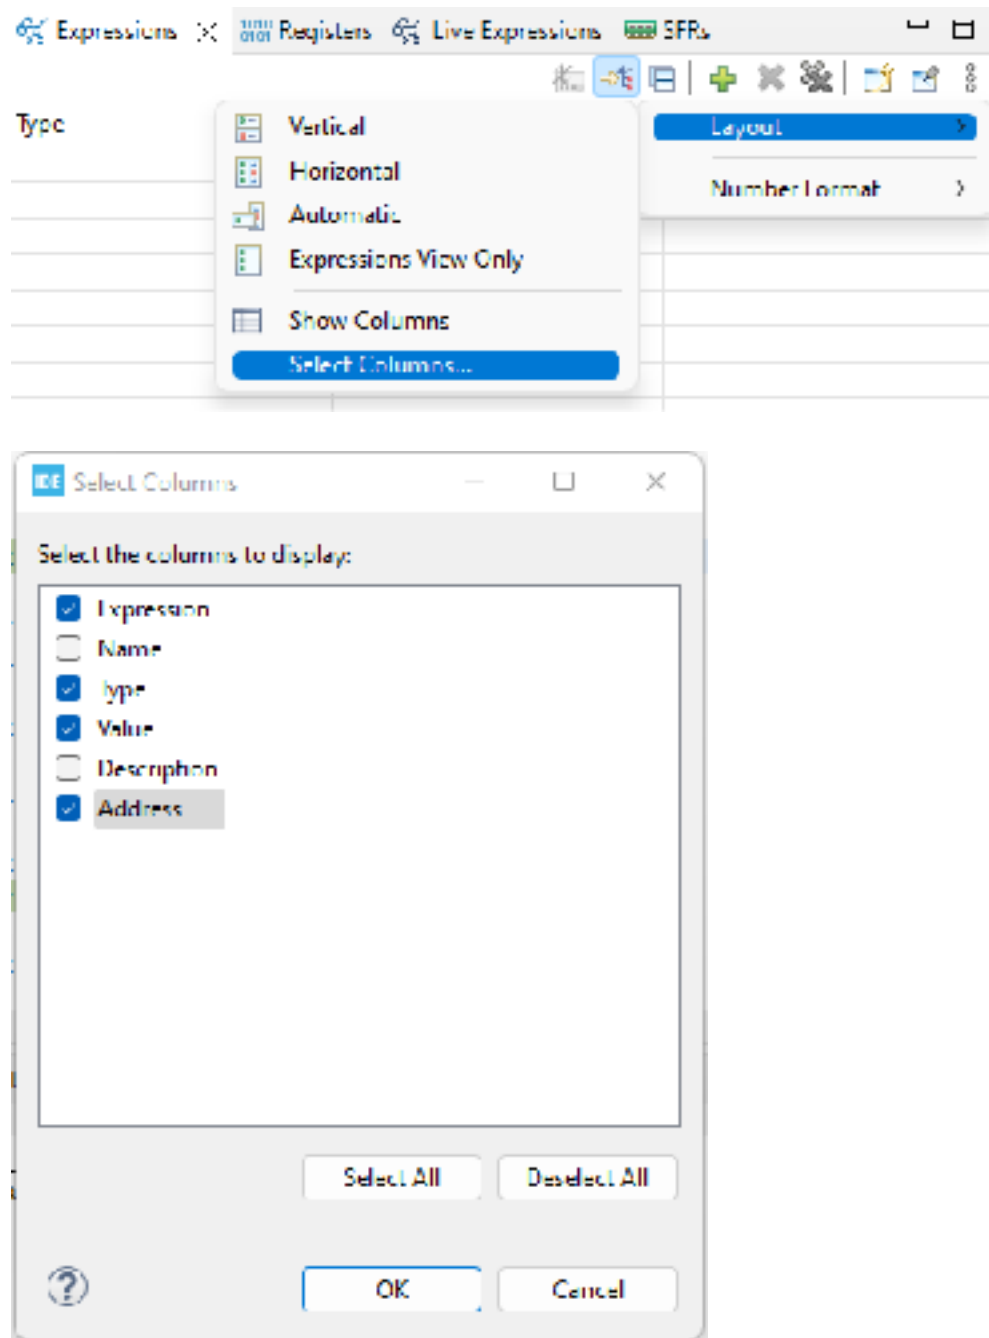 Expressions Registers Live Expressions SFRs
Type
Vertical
Horizontal
Automatic
Expressions View Only
Show Columns
Select Columns...
Layout
Number Format
IDE Select Columns
Select the columns to display:
Expression
Name
Type
Value
Description
Address
Select All Deselect All
OK Cancel